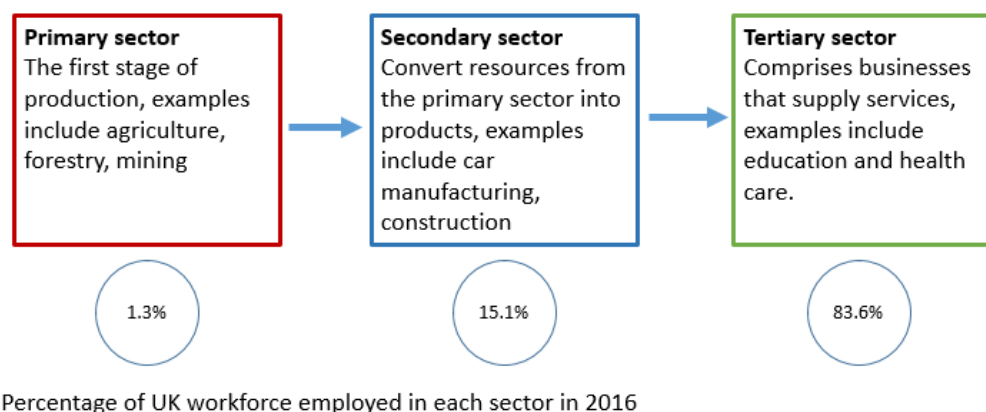 Primary sector
The first stage of
production, examples
include agriculture,
forestry, mining
Secondary sector
Convert resources from
the primary sector into
products, examples
include car
manufacturing,
construction
Tertiary sector
Comprises businesses
that supply services,
examples include
education and health
care.
1.3%
15.1%
83.6%
Percentage of UK workforce employed in each sector in 2016